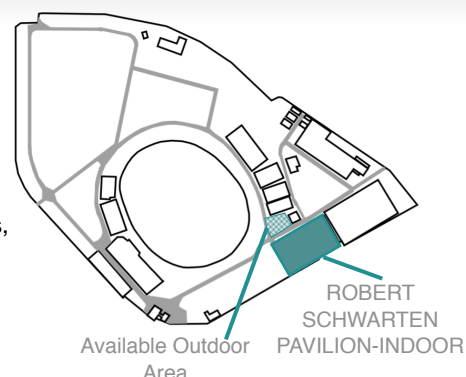 s,
ROBERT
SCHWARTEN
PAVILION-INDOOR
Available Outdoor
Area